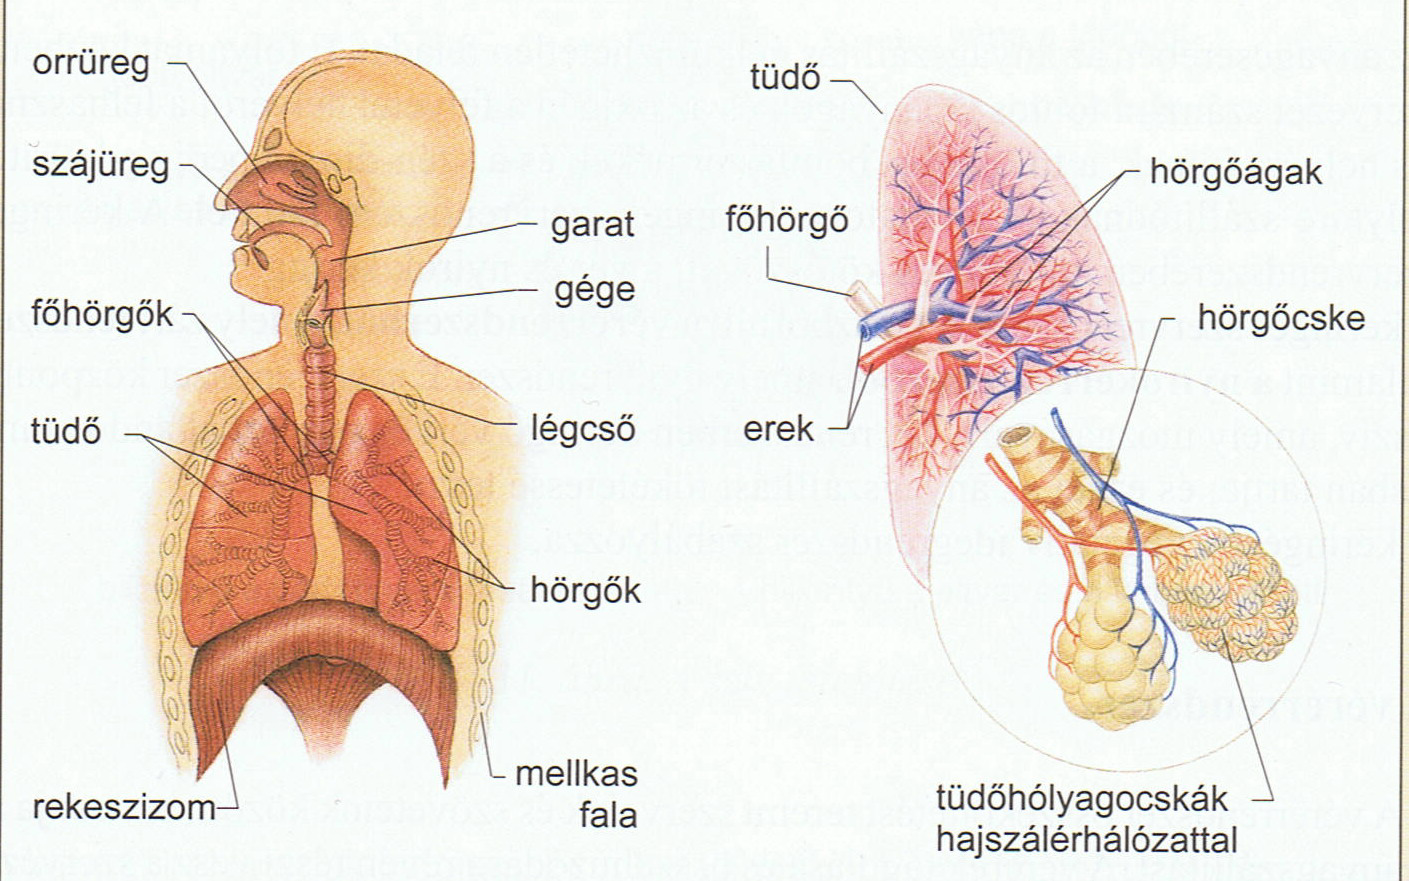 orrüreg
szájüreg
garat
gége
főhörgők
tüdő
légcső
hörgők
mellkas
fala
rekeszizom
tüdő
hörgőágak
főhörgő
hörgőcske
erek
tüdőhólyagocskák
hajszálérhálózattal